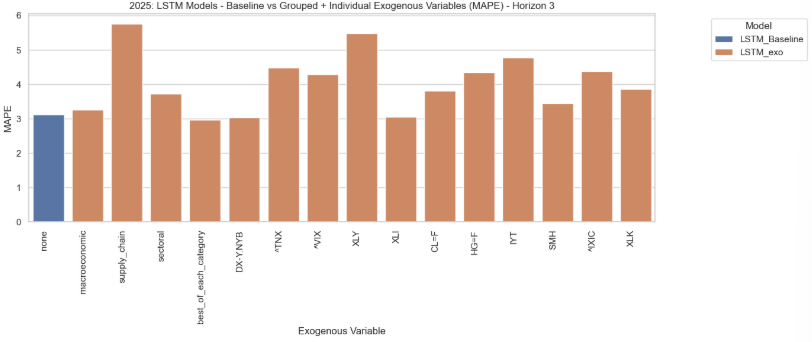 2025: LSTM Models - Baseline vs Grouped + Individual Exogenous Variables (MAPE) - Horizon 3
Model
LSTM_Baseline
LSTM_exo
MAPE
6
5
4
3
2
1
0
none
macroeconomic
supply_chain
sectoral
best_of_each_category
DX-Y.NYB
^TNX
^VIX
XLY
XLI
CL=F
HG=F
IYT
SMH
^IXIC
XLK
Exogenous Variable